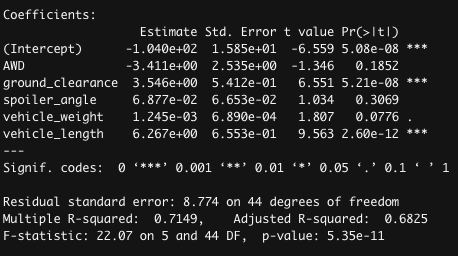 Coefficients:
Estimate Std. Error t value Pr(>|t|)
(Intercept) -1.040e+02 1.585e+01 -6.559 5.08e-08 ***
AWD -3.411e+00 2.535e+00 -1.346 0.1852
ground_clearance 3.546e+00 5.412e-01 6.551 5.21e-08 ***
spoiler_angle 6.877e-02 6.653e-02 1.034 0.3069
vehicle_weight 1.245e-03 6.890e-04 1.807 0.0776 .
vehicle_length 6.267e+00 6.553e-01 9.563 2.60e-12 ***
---
Signif. codes: 0 ‘***’ 0.001 ‘**’ 0.01 ‘*’ 0.05 ‘.’ 0.1 ‘ ’ 1
Residual standard error: 8.774 on 44 degrees of freedom
Multiple R-squared: 0.7149, Adjusted R-squared: 0.6825
F-statistic: 22.07 on 5 and 44 DF, p-value: 5.35e-11